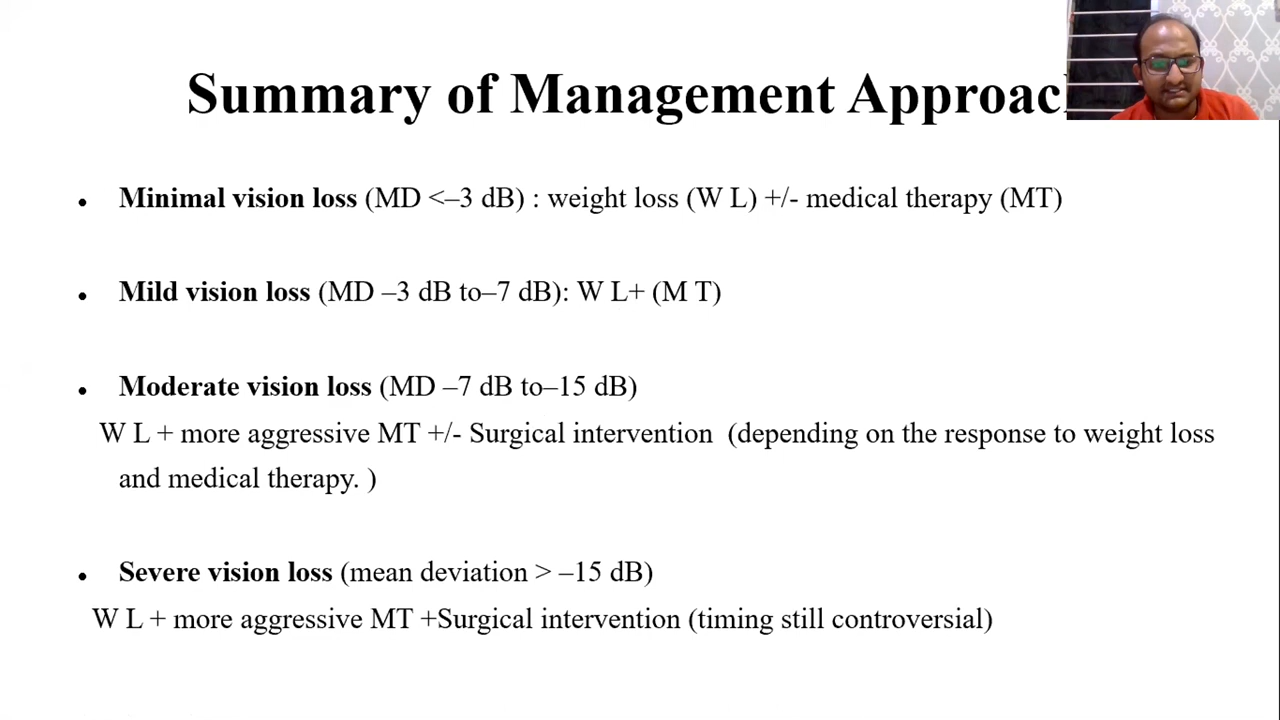 Summary of Management Approac
• Minimal vision loss (MD <–3 dB) : weight loss (W L) +/- medical therapy (MT)
• Mild vision loss (MD –3 dB to–7 dB): W L+ (M T)
• Moderate vision loss (MD –7 dB to–15 dB)
W L + more aggressive MT +/- Surgical intervention (depending on the response to weight loss
and medical therapy. )
• Severe vision loss (mean deviation > –15 dB)
W L + more aggressive MT +Surgical intervention (timing still controversial)